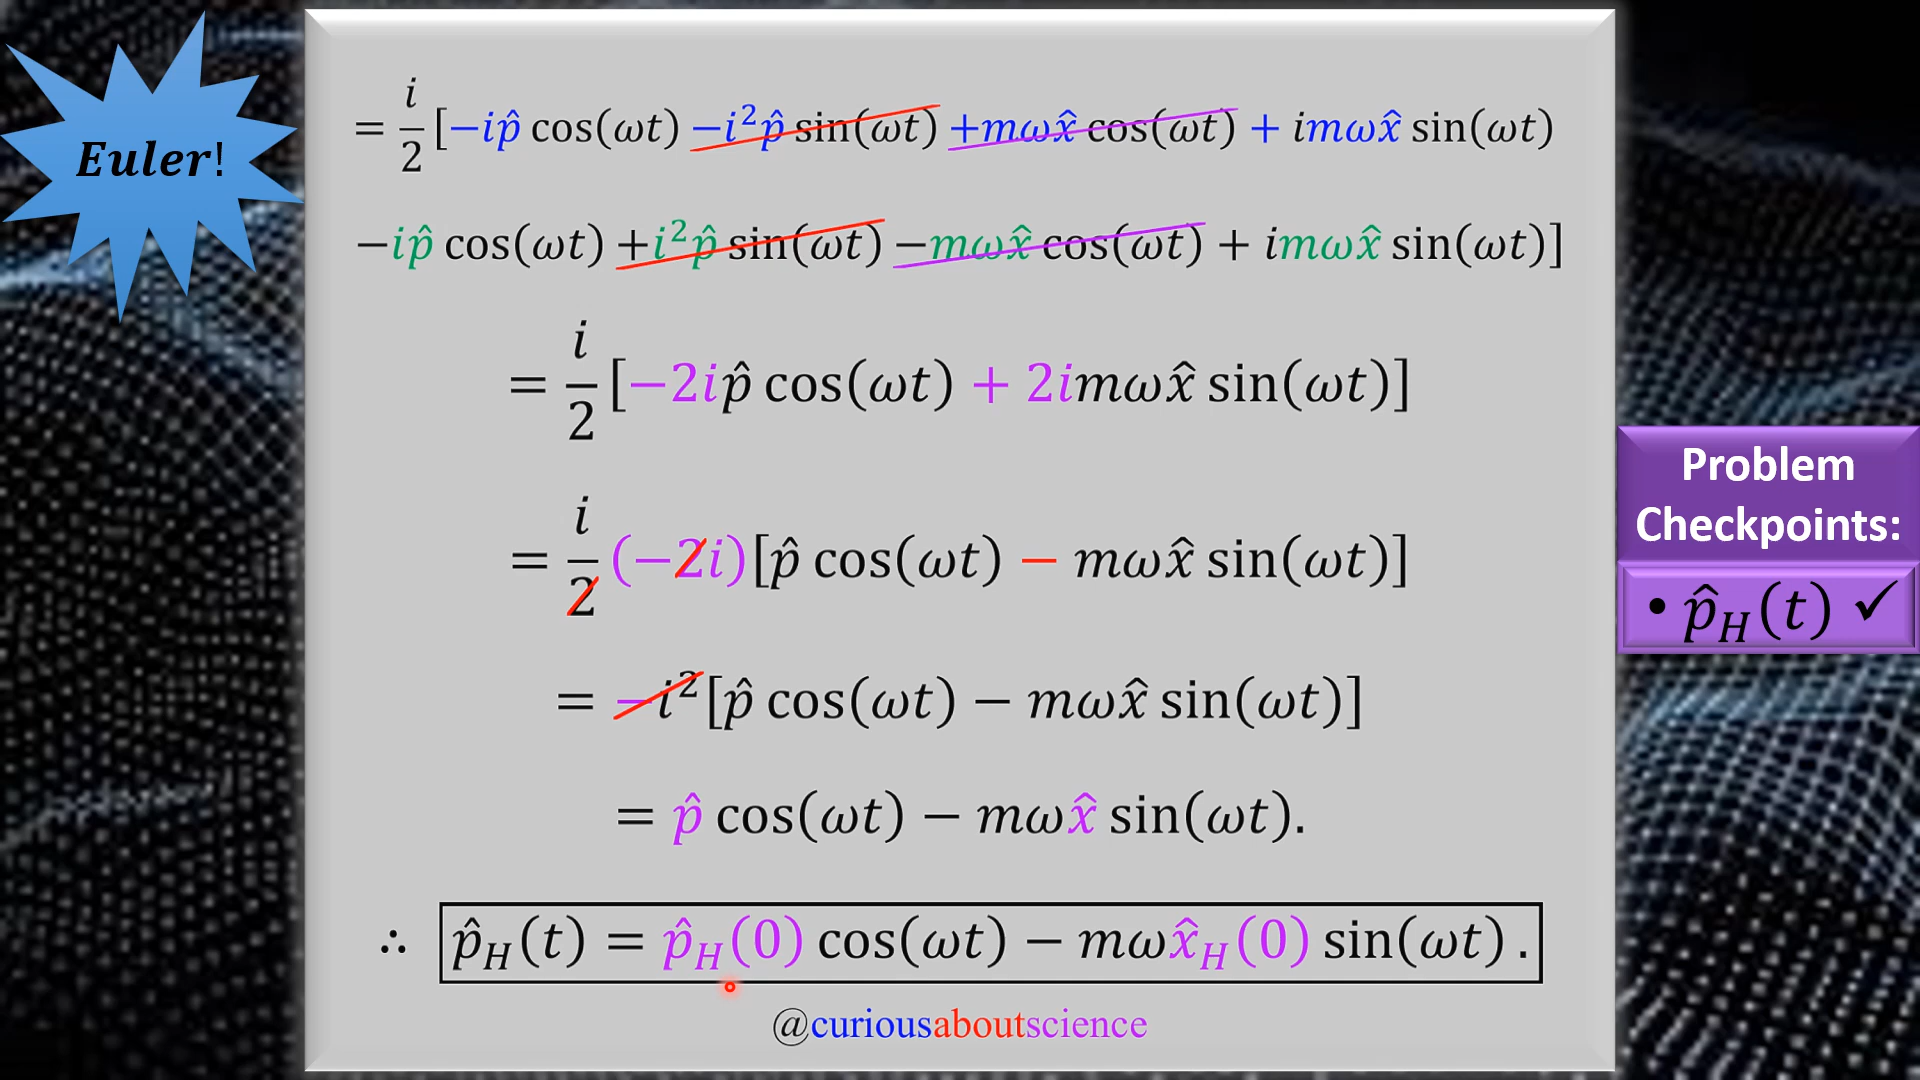 Euler!
= i/2 [−ip̂ cos(ωt) −i²p̂ sin(ωt) +mωx̂ cos(ωt) + imωx̂ sin(ωt)
−ip̂ cos(ωt) +i²p̂ sin(ωt) −mωx̂ cos(ωt) + imωx̂ sin(ωt)]
= i/2 [−2ip̂ cos(ωt) + 2imωx̂ sin(ωt)]
= i/2 (−2i)[p̂ cos(ωt) − mωx̂ sin(ωt)]
= −i²[p̂ cos(ωt) − mωx̂ sin(ωt)]
= p̂ cos(ωt) − mωx̂ sin(ωt).
∴ p̂_H(t) = p̂_H(0) cos(ωt) − mωx̂_H(0) sin(ωt) .
@curiousaboutscience
Problem
Checkpoints:
• p̂_H(t) ✓